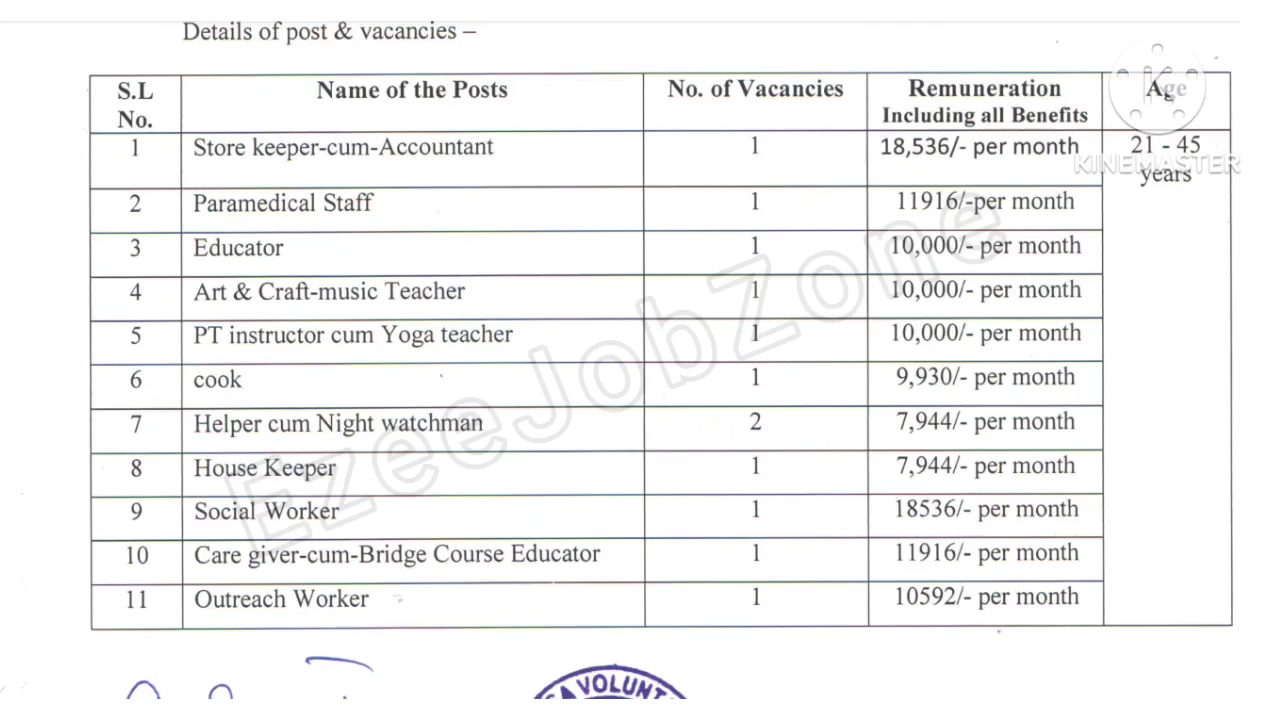 Details of post & vacancies –
S.L No. Name of the Posts No. of Vacancies Remuneration Including all Benefits Age
1 Store keeper-cum-Accountant 1 18,536/- per month 21 - 45 years
2 Paramedical Staff 1 11916/-per month
3 Educator 1 10,000/- per month
4 Art & Craft-music Teacher 1 10,000/- per month
5 PT instructor cum Yoga teacher 1 10,000/- per month
6 cook 1 9,930/- per month
7 Helper cum Night watchman 2 7,944/- per month
8 House Keeper 1 7,944/- per month
9 Social Worker 1 18536/- per month
10 Care giver-cum-Bridge Course Educator 1 11916/- per month
11 Outreach Worker 1 10592/- per month
EzeeJobZone
K
KINEMASTER